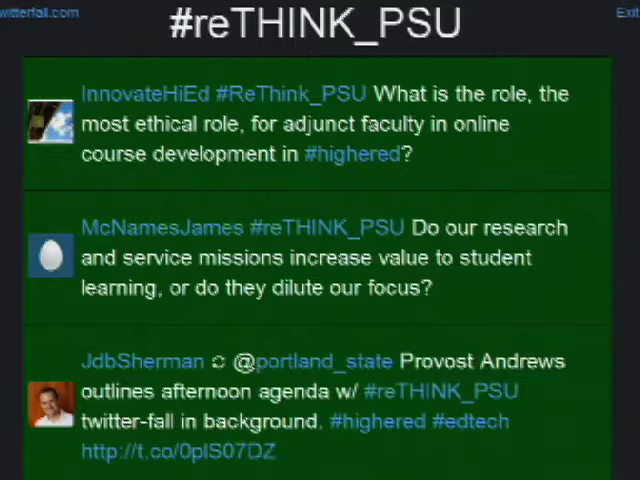 witterfall.com
#reTHINK_PSU
Exit
InnovateHiEd #ReThink_PSU What is the role, the
most ethical role, for adjunct faculty in online
course development in #highered?
McNamesJames #reTHINK_PSU Do our research
and service missions increase value to student
learning, or do they dilute our focus?
JdbSherman @portland_state Provost Andrews
outlines afternoon agenda w/ #reTHINK_PSU
twitter-fall in background. #highered #edtech
http://t.co/0pIS07DZ